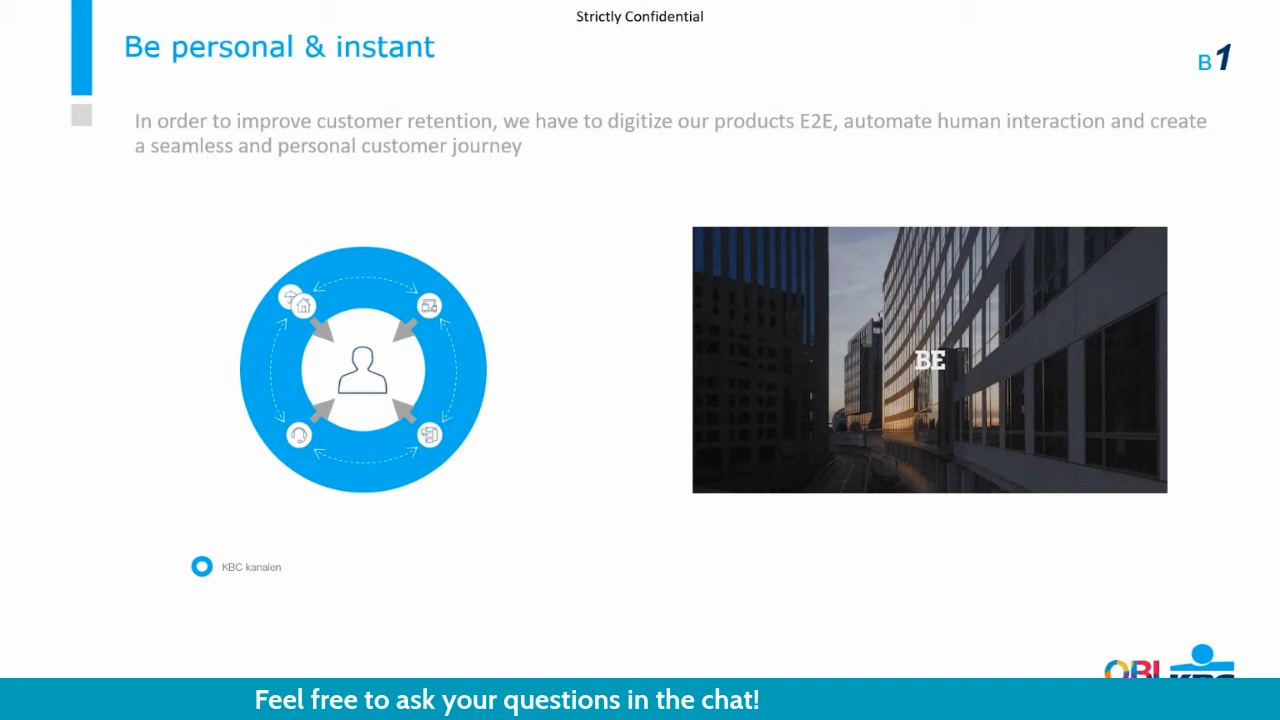 Strictly Confidential
Be personal & instant
B1
In order to improve customer retention, we have to digitize our products E2E, automate human interaction and create
a seamless and personal customer journey
BE
KBC kanalen
Feel free to ask your questions in the chat!